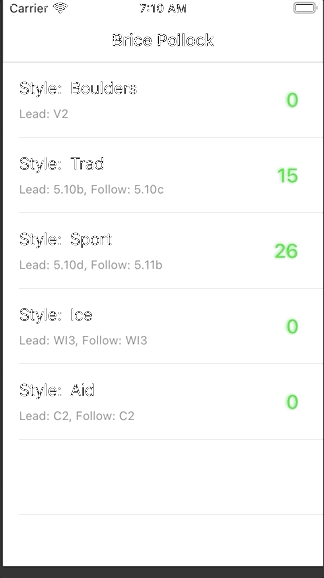 Carrier 7:10 AM
Brice Pollock
Style: Boulders
0
Lead: V2
Style: Trad
15
Lead: 5.10b, Follow: 5.10c
Style: Sport
26
Lead: 5.10d, Follow: 5.11b
Style: Ice
0
Lead: WI3, Follow: WI3
Style: Aid
0
Lead: C2, Follow: C2